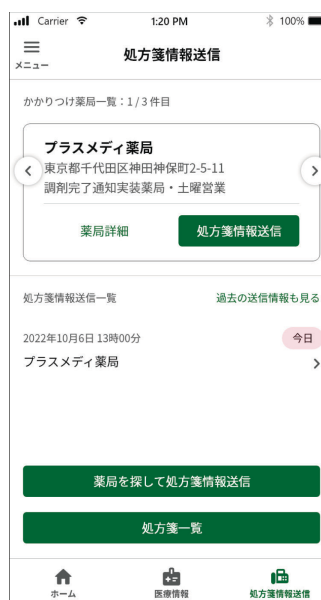 Carrier 1:20 PM 100%
メニュー
処方箋情報送信
かかりつけ薬局一覧：1/3件目
プラスメディ薬局
東京都千代田区神田神保町2-5-11
調剤完了通知実装薬局・土曜営業
薬局詳細 処方箋情報送信
処方箋情報送信一覧 過去の送信情報も見る
2022年10月6日 13時00分 今日
プラスメディ薬局
薬局を探して処方箋情報送信
処方箋一覧
ホーム 医療情報 処方箋情報送信